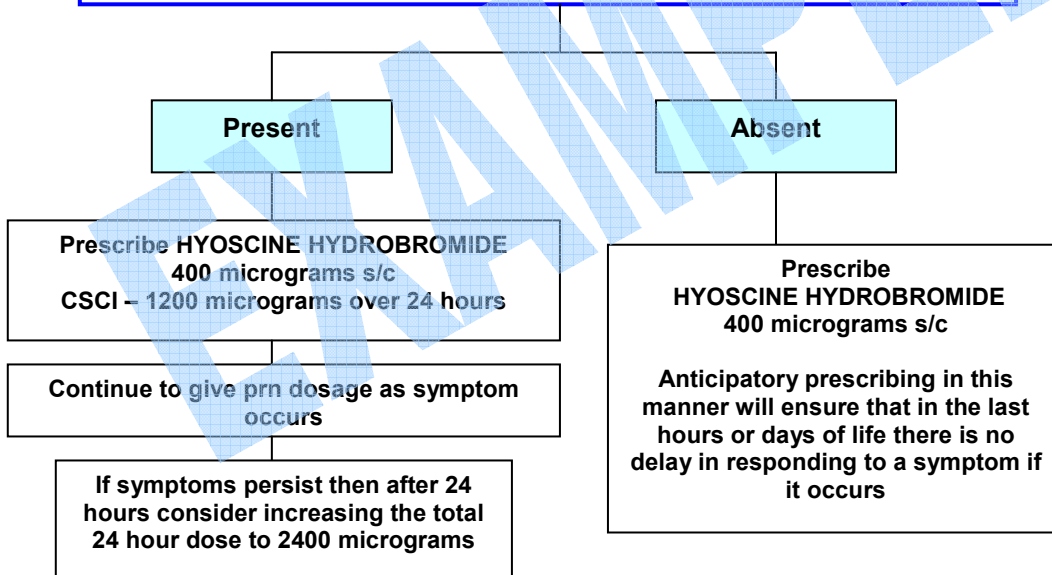 Present
Absent
Prescribe HYOSCINE HYDROBROMIDE
400 micrograms s/c
CSCI – 1200 micrograms over 24 hours
Continue to give prn dosage as symptom
occurs
If symptoms persist then after 24
hours consider increasing the total
24 hour dose to 2400 micrograms
Prescribe
HYOSCINE HYDROBROMIDE
400 micrograms s/c
Anticipatory prescribing in this
manner will ensure that in the last
hours or days of life there is no
delay in responding to a symptom if
it occurs
EXAMPLE